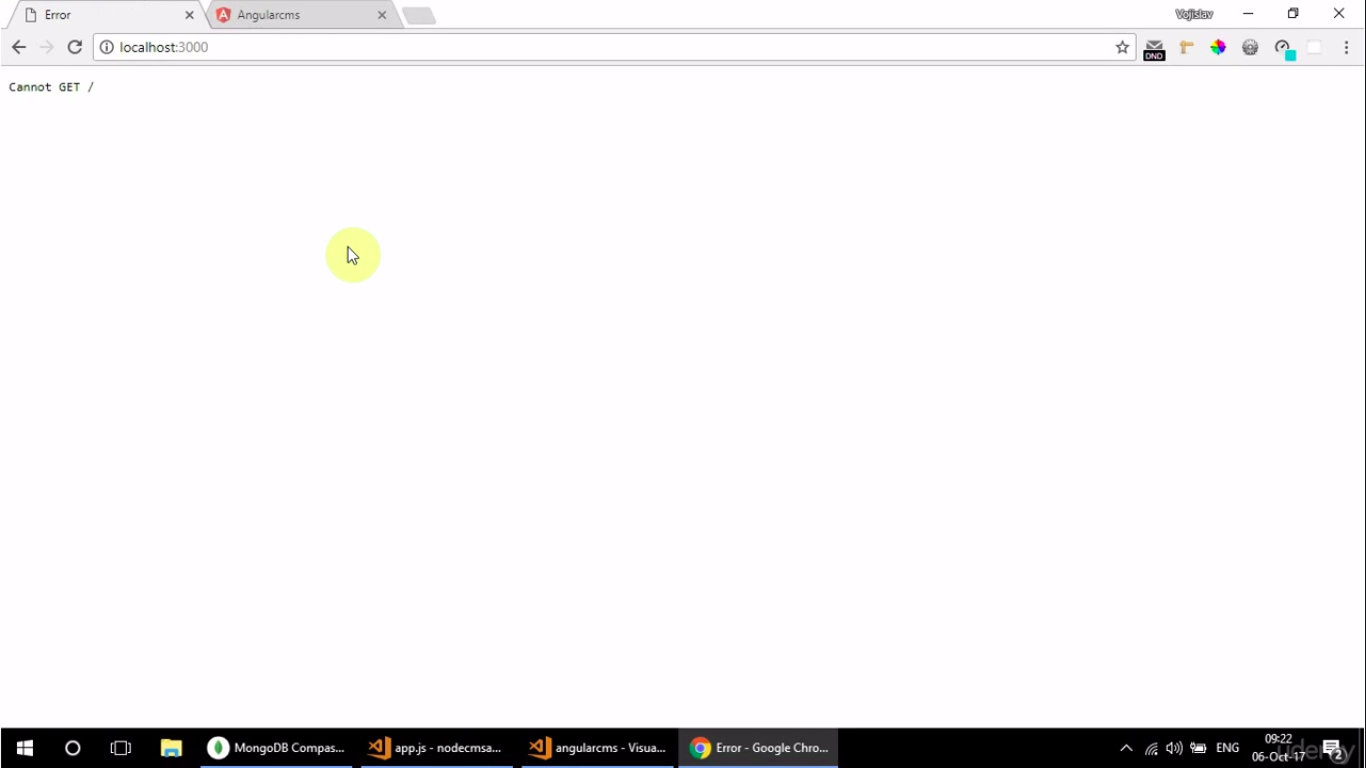 Error
Angularcms
Vojislav
localhost:3000
DND
Cannot GET /
MongoDB Compas...
app.js - nodecmsa...
angularcms - Visua...
Error - Google Chro...
ENG
09:22
06-Oct-17
2
udemy